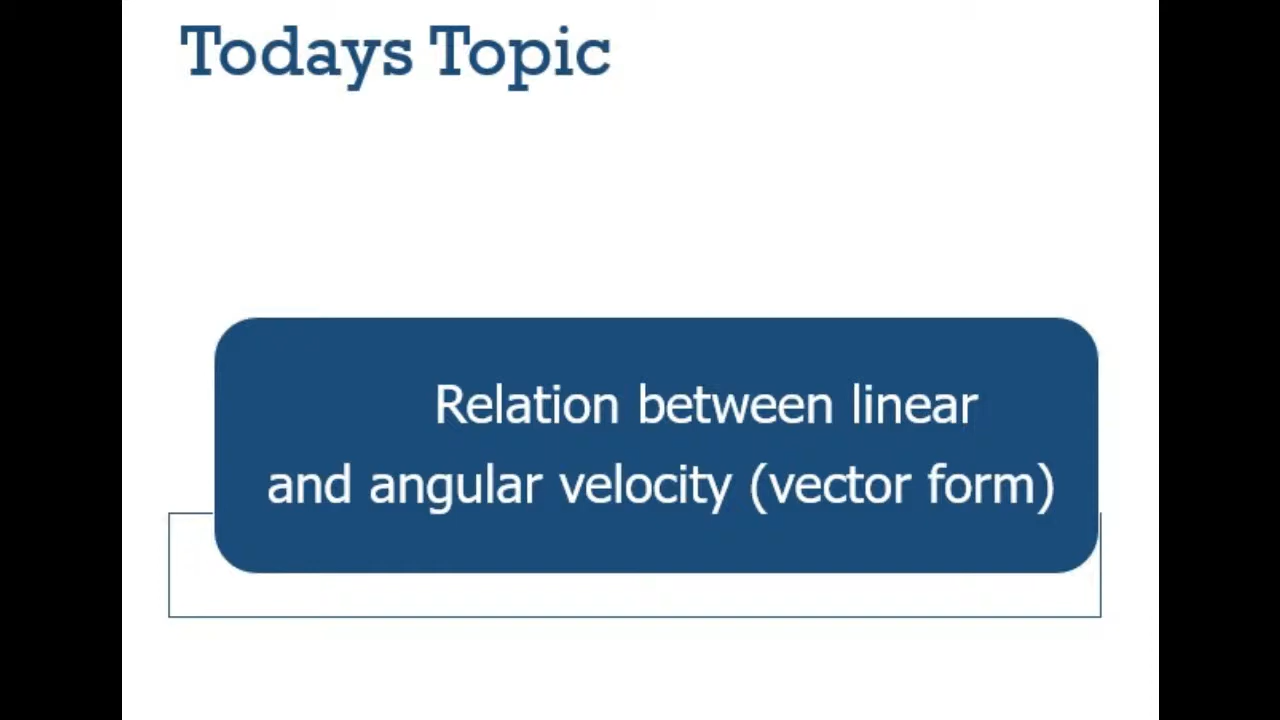 Todays Topic
Relation between linear
and angular velocity (vector form)